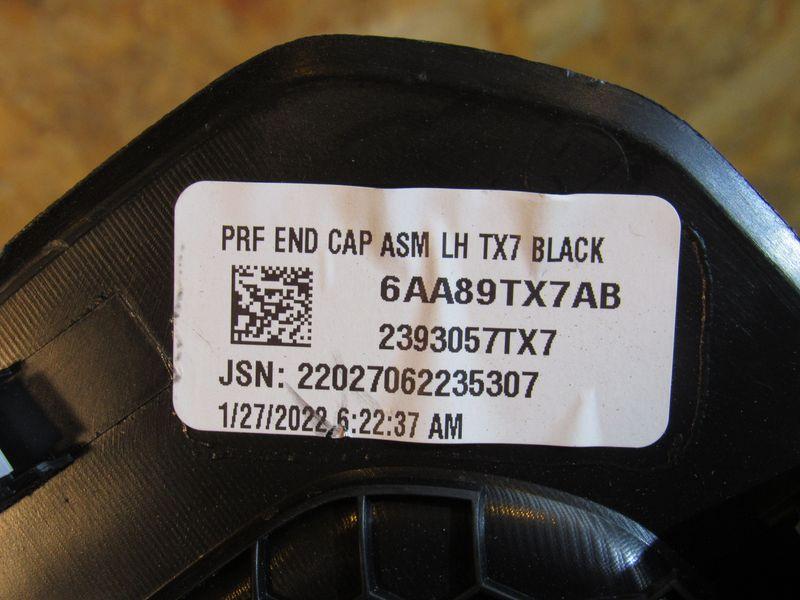 PRF END CAP ASM LH TX7 BLACK
6AA89TX7AB
2393057TX7
JSN: 22027062235307
1/27/2022 6:22:37 AM